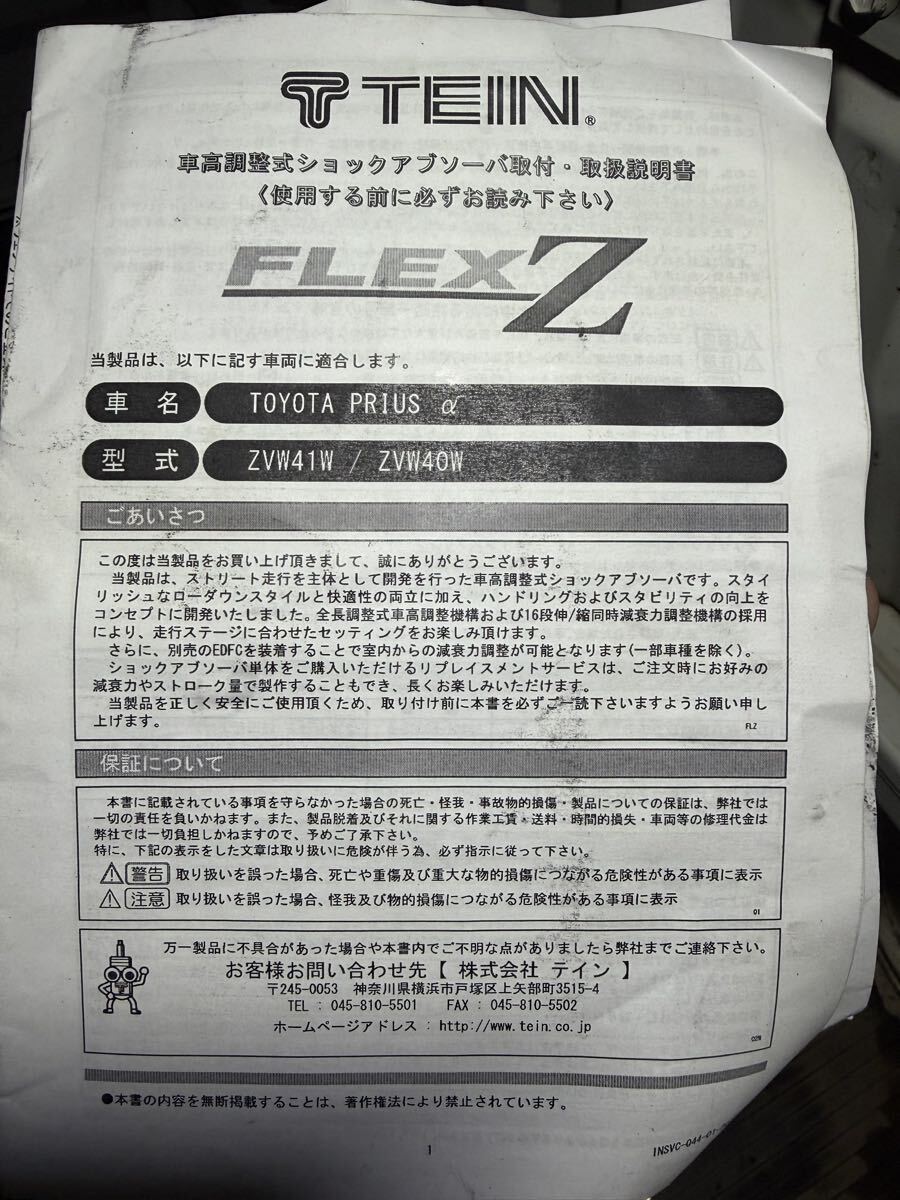 TEIN®
車高調整式ショックアブソーバ取付・取扱説明書
〈使用する前に必ずお読み下さい〉
FLEX Z
当製品は、以下に記す車両に適合します。
車名 TOYOTA PRIUS α
型式 ZVW41W / ZVW40W
ごあいさつ
この度は当製品をお買い上げ頂きまして、誠にありがとうございます。
当製品は、ストリート走行を主体として開発を行った車高調整式ショックアブソーバです。スタイ
リッシュなローダウンスタイルと快適性の両立に加え、ハンドリングおよびスタビリティの向上を
コンセプトに開発いたしました。全長調整式車高調整機構および16段伸/縮同時減衰力調整機構の採用
により、走行ステージに合わせたセッティングをお楽しみ頂けます。
さらに、別売のEDFCを装着することで室内からの減衰力調整が可能となります(一部車種を除く)。
ショックアブソーバ単体をご購入いただけるリプレイスメントサービスは、ご注文時にお好みの
減衰力やストローク量で製作することもでき、長くお楽しみいただけます。
当製品を正しく安全にご使用頂くため、取り付け前に本書を必ずご一読下さいますようお願い申し
上げます。
FLZ
保証について
本書に記載されている事項を守らなかった場合の死亡・怪我・事故物的損傷・製品についての保証は、弊社では
一切の責任を負いかねます。また、製品脱着及びそれに関する作業工賃・送料・時間的損失・車両等の修理代金は
弊社では一切負担しかねますので、予めご了承下さい。
特に、下記の表示をした文章は取り扱いに危険が伴う為、必ず指示に従って下さい。
警告 取り扱いを誤った場合、死亡や重傷及び重大な物的損傷につながる危険性がある事項に表示
注意 取り扱いを誤った場合、怪我及び物的損傷につながる危険性がある事項に表示
01
万一製品に不具合があった場合や本書内でご不明な点がありましたら弊社までご連絡下さい。
お客様お問い合わせ先【 株式会社 テイン 】
〒245-0053 神奈川県横浜市戸塚区上矢部町3515-4
TEL : 045-810-5501 FAX : 045-810-5502
ホームページアドレス : http://www.tein.co.jp
●本書の内容を無断掲載することは、著作権法により禁止されています。
1
INSVC-044-01